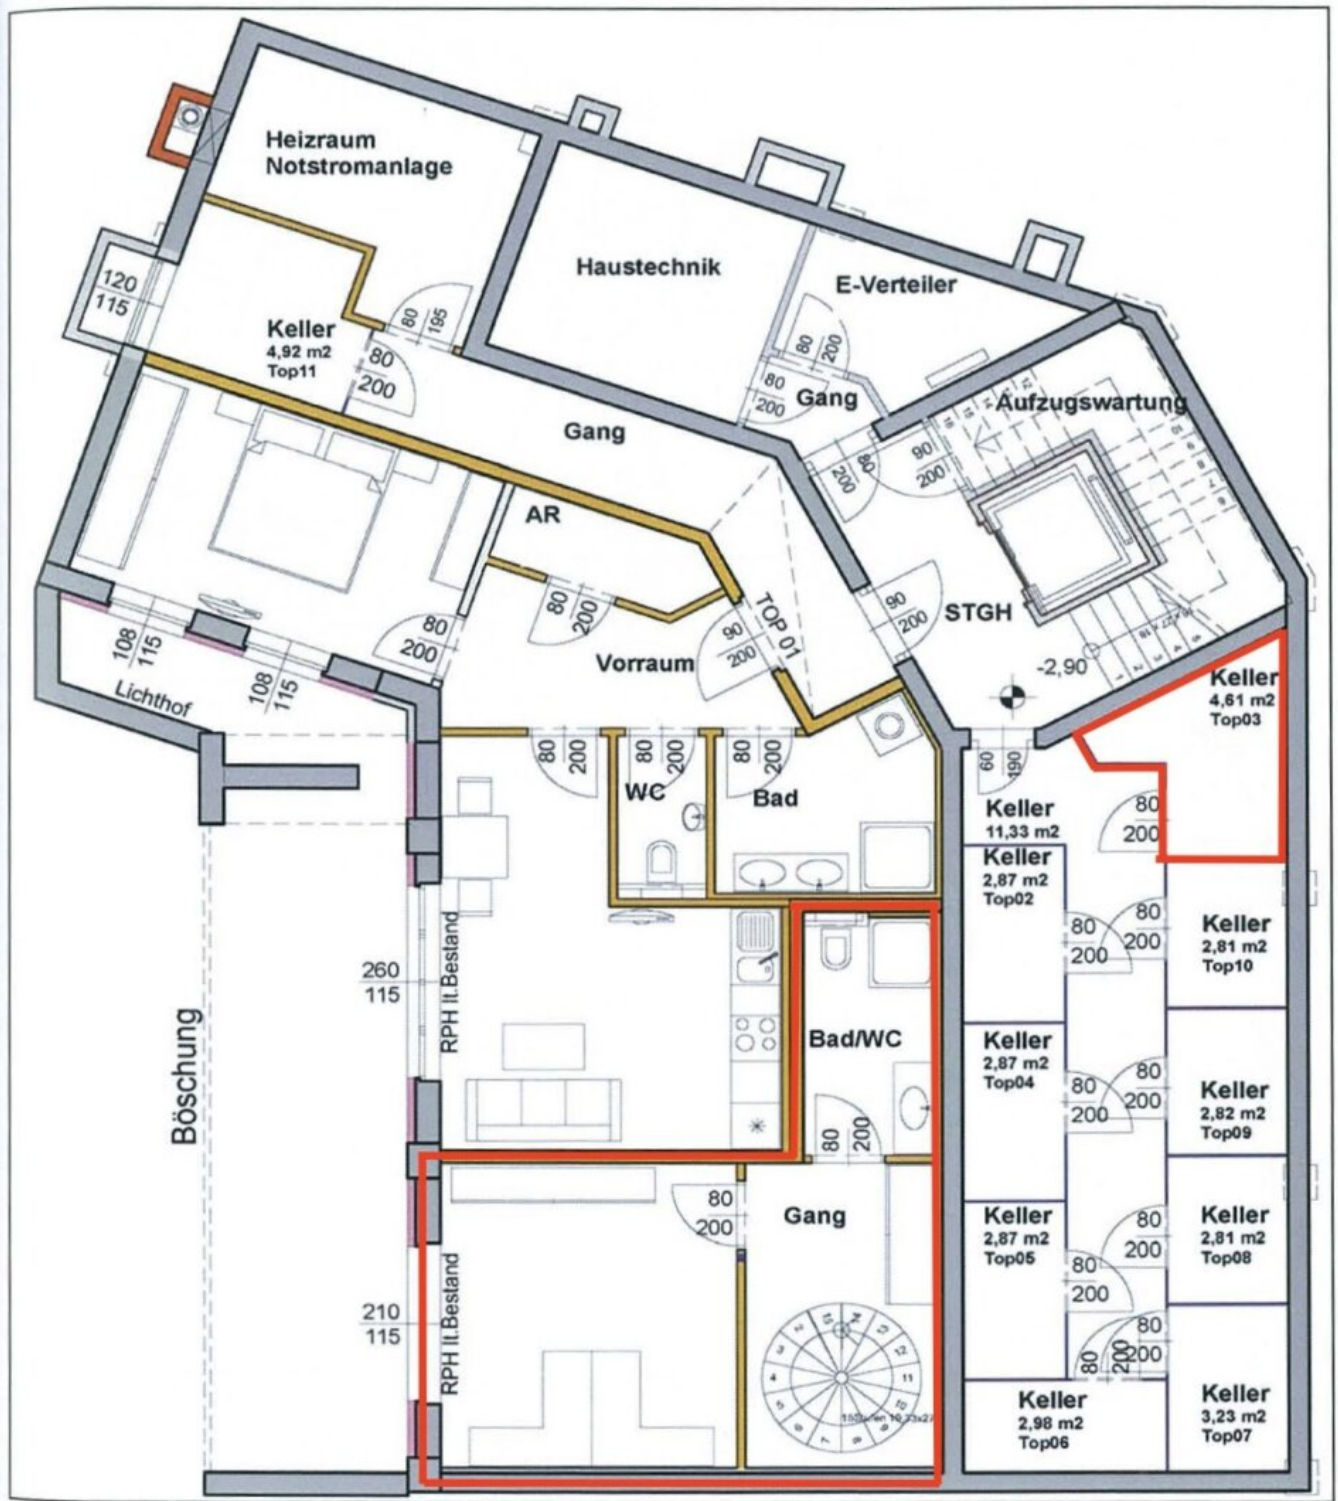 Heizraum
Notstromanlage
120
115
Haustechnik
E-Verteiler
Keller
4,92 m2
Top11
80
195
80
200
80
200
80
200
Gang
Aufzugswartung
Gang
80
200
90
200
AR
80
200
TOP 01
90
200
90
200
STGH
-2,90
80
200
Vorraum
108
115
108
115
Lichthof
Keller
4,61 m2
Top03
80
200
WC
80
200
Bad
80
200
60
190
Keller
11,33 m2
80
200
Keller
2,87 m2
Top02
80
200
80
200
Keller
2,81 m2
Top10
260
115
RPH lt.Bestand
Bad/WC
80
200
Böschung
Keller
2,87 m2
Top04
80
200
80
200
Keller
2,82 m2
Top09
80
200
Gang
Keller
2,87 m2
Top05
80
200
80
200
Keller
2,81 m2
Top08
210
115
RPH lt.Bestand
80
200
80
200
Keller
2,98 m2
Top06
Keller
3,23 m2
Top07